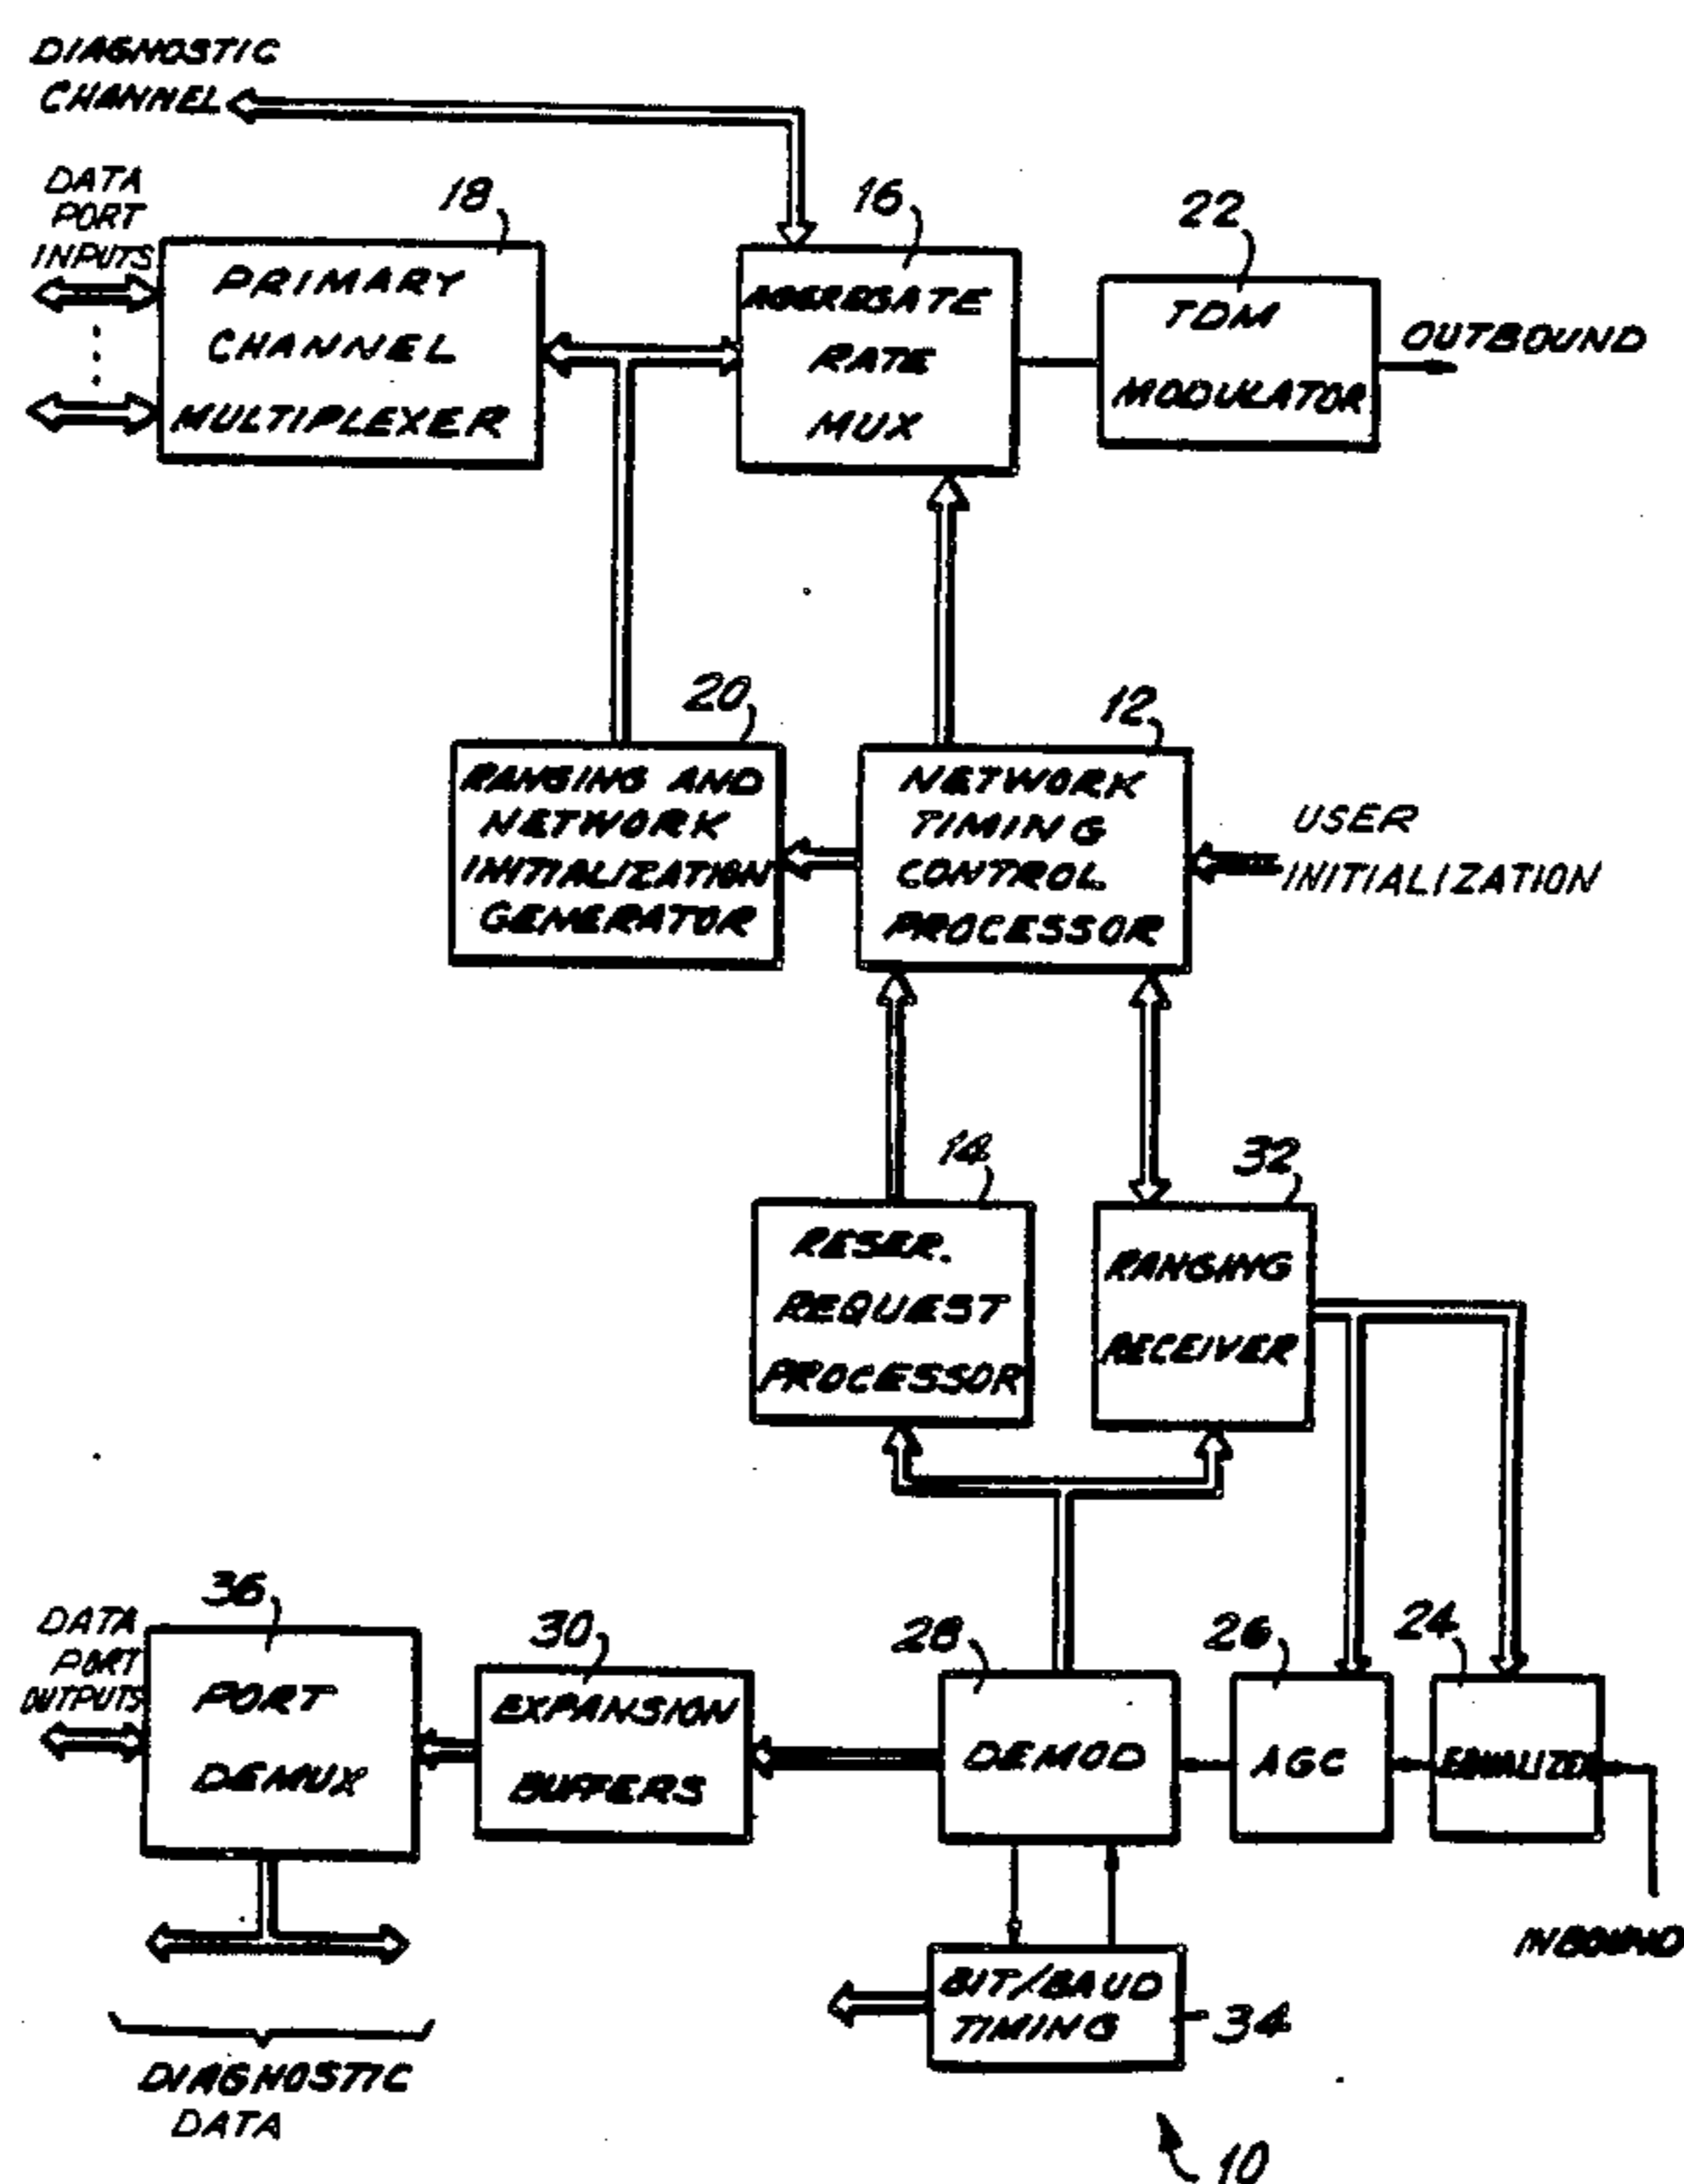 DIAGNOSTIC
CHANNEL
DATA
PORT
INPUTS
18
PRIMARY
CHANNEL
MULTIPLEXER
16
AGGREGATE
RATE
MUX
22
TDM
MODULATOR
OUTBOUND
20
RANGING AND
NETWORK
INITIALIZATION
GENERATOR
12
NETWORK
TIMING
CONTROL
PROCESSOR
USER
INITIALIZATION
14
RESER.
REQUEST
PROCESSOR
32
RANGING
RECEIVER
36
DATA
PORT
OUTPUTS
PORT
DEMUX
30
EXPANSION
BUFFERS
28
DEMOD
26
AGC
24
EQUALIZER
INBOUND
BIT/BAUD
TIMING
34
DIAGNOSTIC
DATA
10